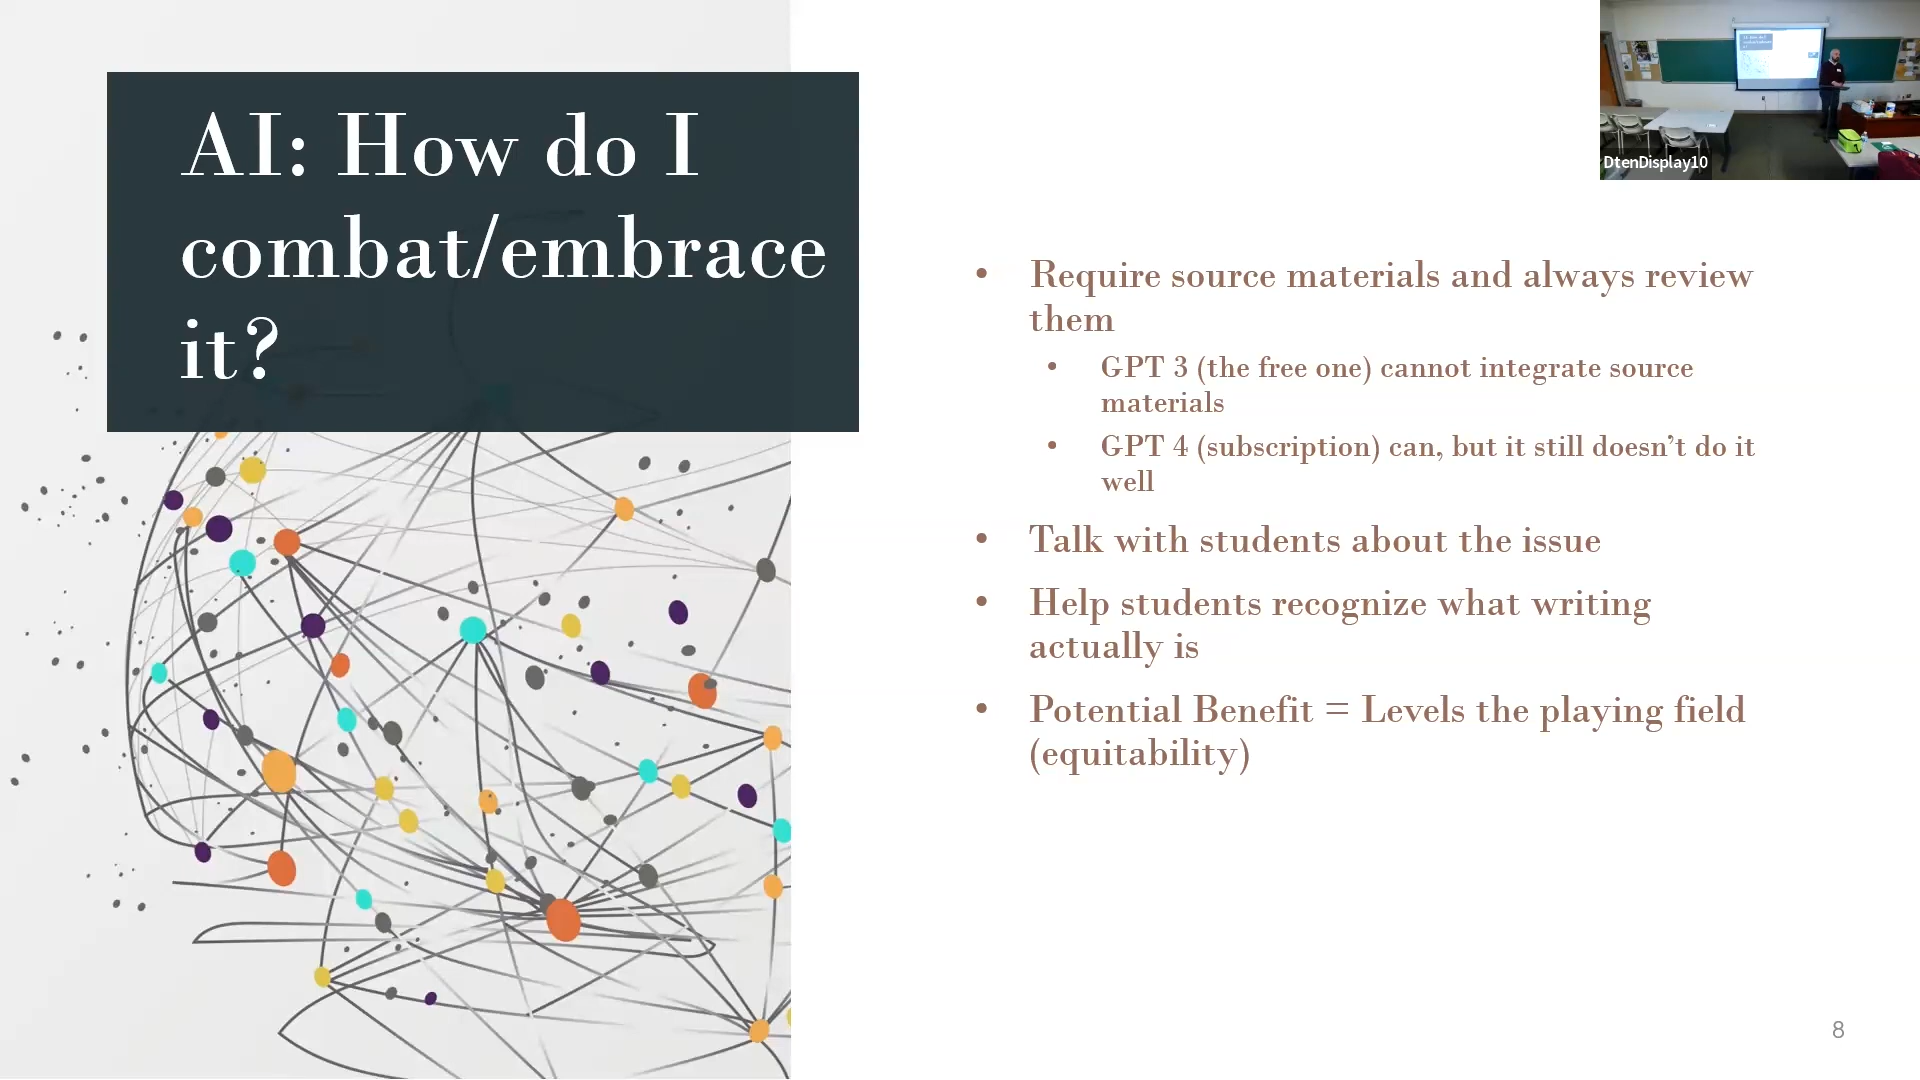 AI: How do I
combat/embrace
it?
DtenDisplay10
• Require source materials and always review
them
• GPT 3 (the free one) cannot integrate source
materials
• GPT 4 (subscription) can, but it still doesn’t do it
well
• Talk with students about the issue
• Help students recognize what writing
actually is
• Potential Benefit = Levels the playing field
(equitability)
8